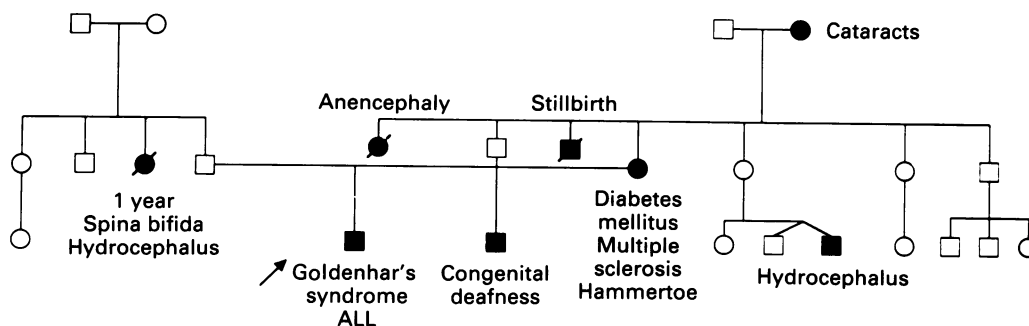 Cataracts
Anencephaly
Stillbirth
1 year
Spina bifida
Hydrocephalus
Goldenhar's
syndrome
ALL
Congenital
deafness
Diabetes
mellitus
Multiple
sclerosis
Hammertoe
Hydrocephalus